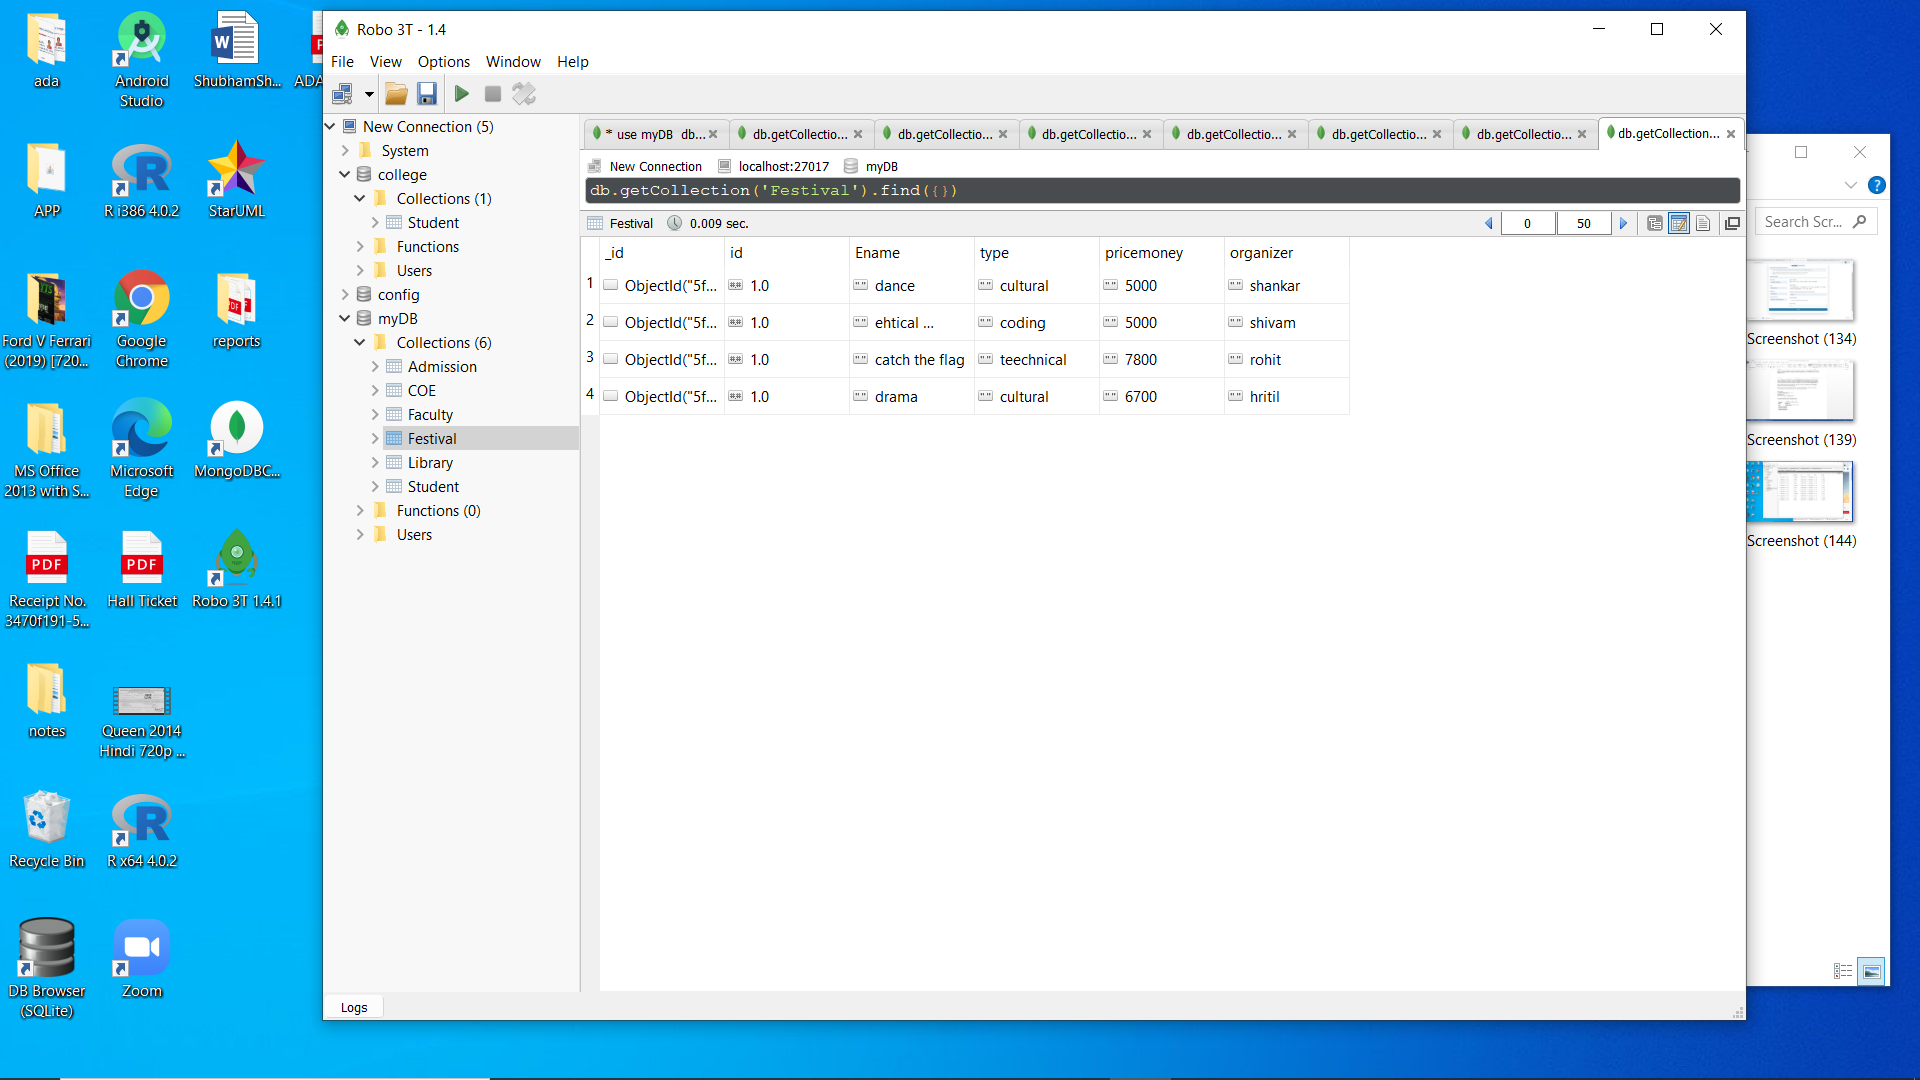 ada
Android
Studio
ShubhamSh...
ADA
APP
R i386 4.0.2
StarUML
Ford V Ferrari
(2019) [720...
Google
Chrome
reports
MS Office
2013 with S...
Microsoft
Edge
MongoDBC...
PDF
PDF
Receipt No.
3470f191-5...
Hall Ticket
Robo 3T 1.4.1
notes
Queen 2014
Hindi 720p ...
Recycle Bin
R x64 4.0.2
DB Browser
(SQLite)
Zoom
Robo 3T - 1.4
File View Options Window Help
New Connection (5)
System
college
Collections (1)
Student
Functions
Users
config
myDB
Collections (6)
Admission
COE
Faculty
Festival
Library
Student
Functions (0)
Users
Logs
* use myDB db... db.getCollectio... db.getCollectio... db.getCollectio... db.getCollectio... db.getCollectio... db.getCollectio... db.getCollection...
New Connection localhost:27017 myDB
db.getCollection('Festival').find({})
Festival 0.009 sec. 0 50
_id id Ename type pricemoney organizer
1 ObjectId("5f... 1.0 dance cultural 5000 shankar
2 ObjectId("5f... 1.0 ehtical ... coding 5000 shivam
3 ObjectId("5f... 1.0 catch the flag teechnical 7800 rohit
4 ObjectId("5f... 1.0 drama cultural 6700 hritil
Search Scr...
Screenshot (134)
Screenshot (139)
Screenshot (144)